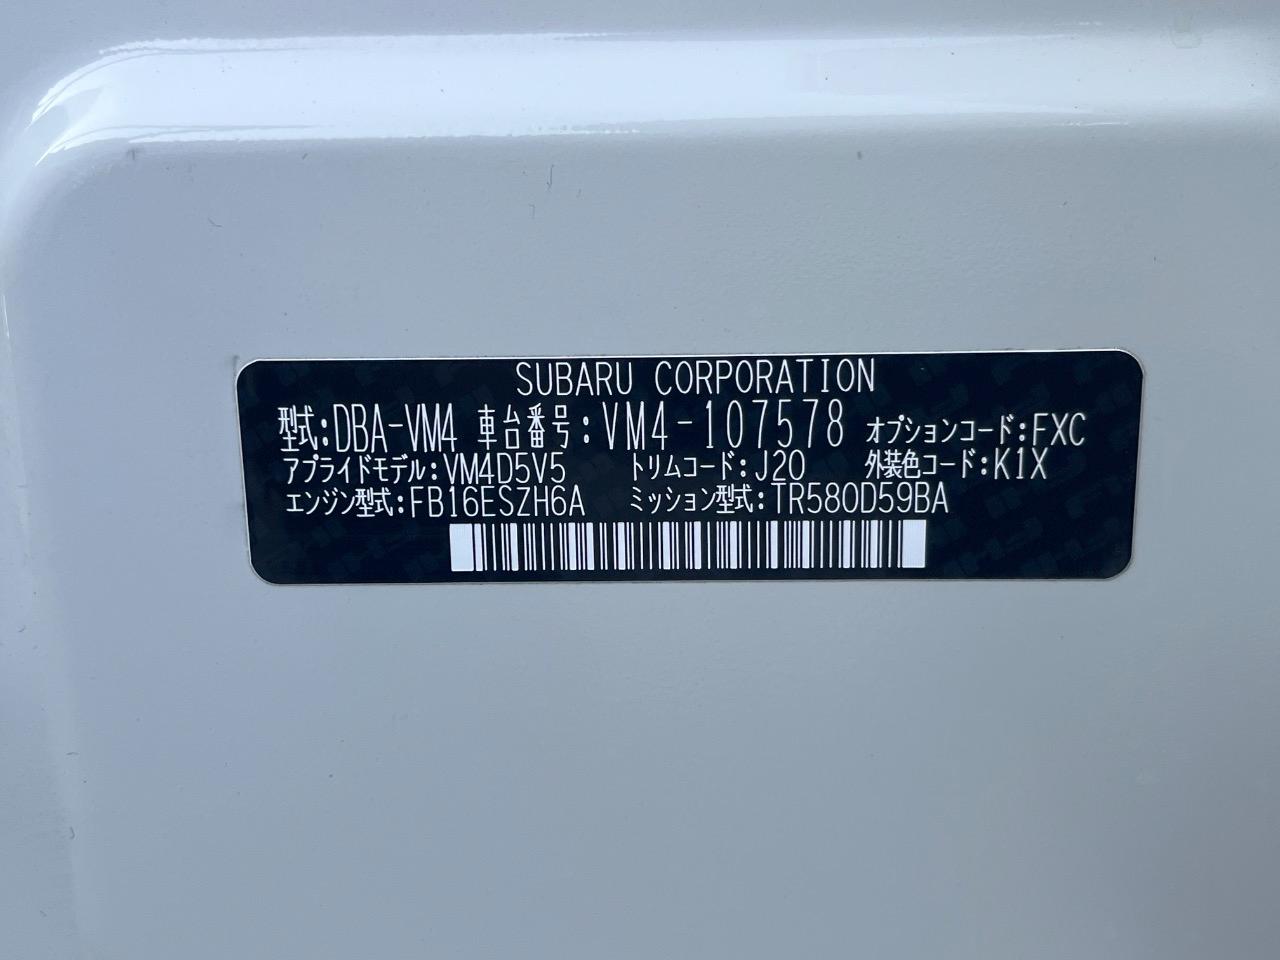 SUBARU CORPORATION
型式:DBA-VM4 車台番号:VM4-107578 オプションコード:FXC
アプライドモデル:VM4D5V5 トリムコード:J20 外装色コード:K1X
エンジン型式:FB16ESZH6A ミッション型式:TR580D59BA